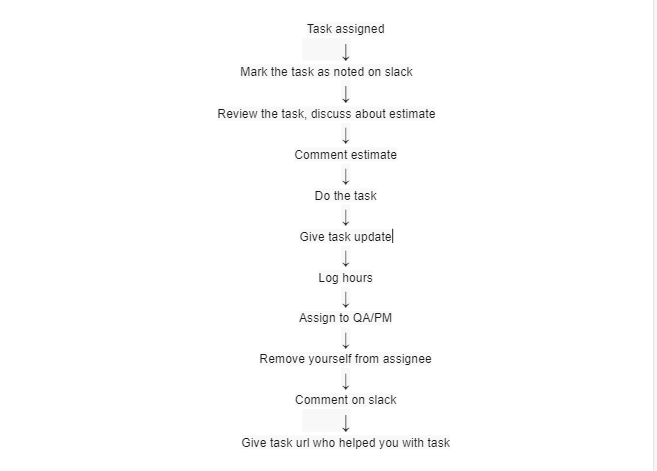 Task assigned
↓
Mark the task as noted on slack
↓
Review the task, discuss about estimate
↓
Comment estimate
↓
Do the task
↓
Give task update
↓
Log hours
↓
Assign to QA/PM
↓
Remove yourself from assignee
↓
Comment on slack
↓
Give task url who helped you with task